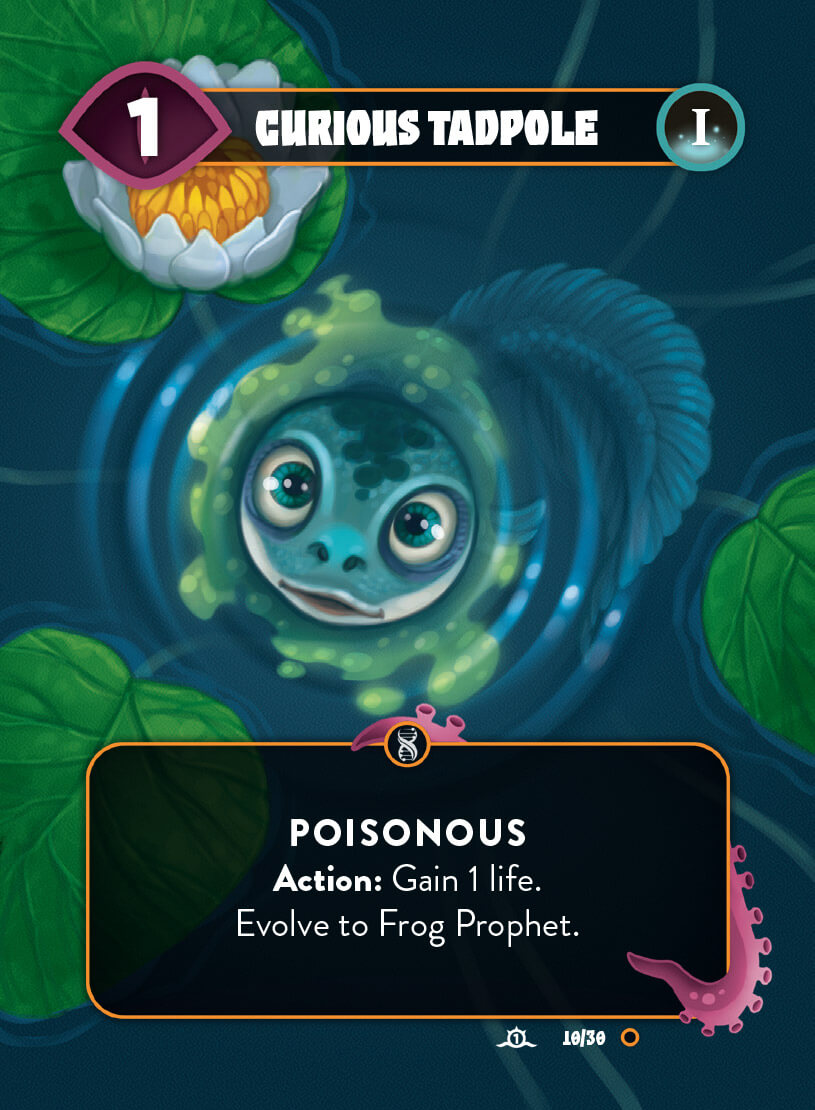 1 CURIOUS TADPOLE I
POISONOUS
Action: Gain 1 life.
Evolve to Frog Prophet.
1 10/30